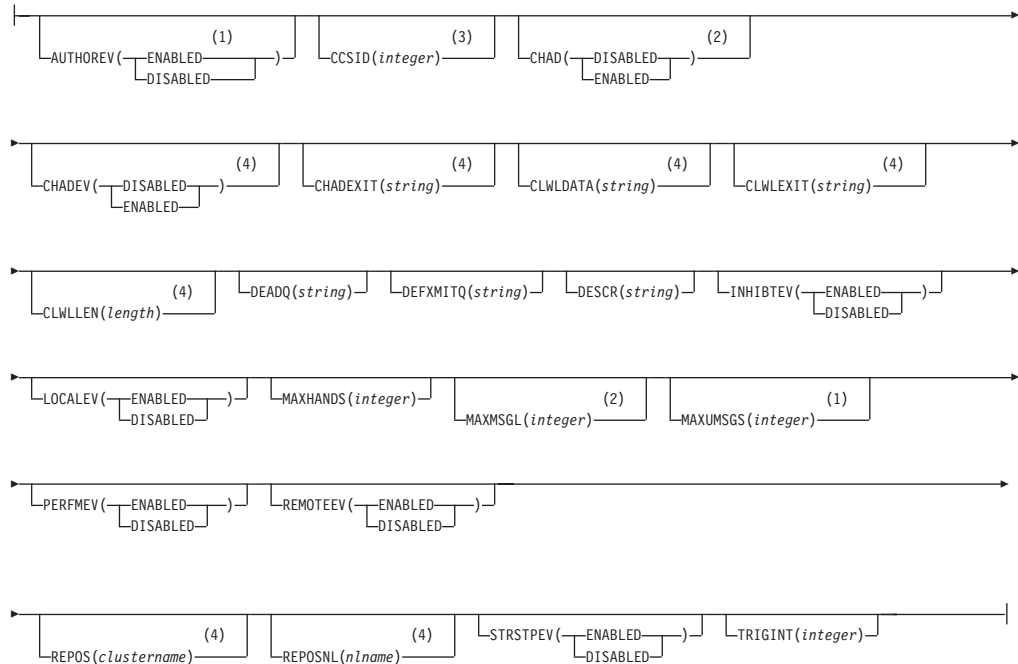 (1) (3) (2)
AUTHOREV( ENABLED ) CCSID(integer) CHAD( DISABLED )
DISABLED ENABLED
(4) (4) (4) (4)
CHADEV( DISABLED ) CHADEXIT(string) CLWLDATA(string) CLWLEXIT(string)
ENABLED
(4) DEADQ(string) DEFXMITQ(string) DESCR(string) INHIBTEV( ENABLED )
CLWLLEN(length) DISABLED
LOCALEV( ENABLED ) MAXHANDS(integer) (2) (1)
DISABLED MAXMSGL(integer) MAXUMSGS(integer)
PERFMEV( ENABLED ) REMOTEEV( ENABLED )
DISABLED DISABLED
(4) (4) STRSTPEV( ENABLED ) TRIGINT(integer)
REPOS(clustername) REPOSNL(nlname) DISABLED